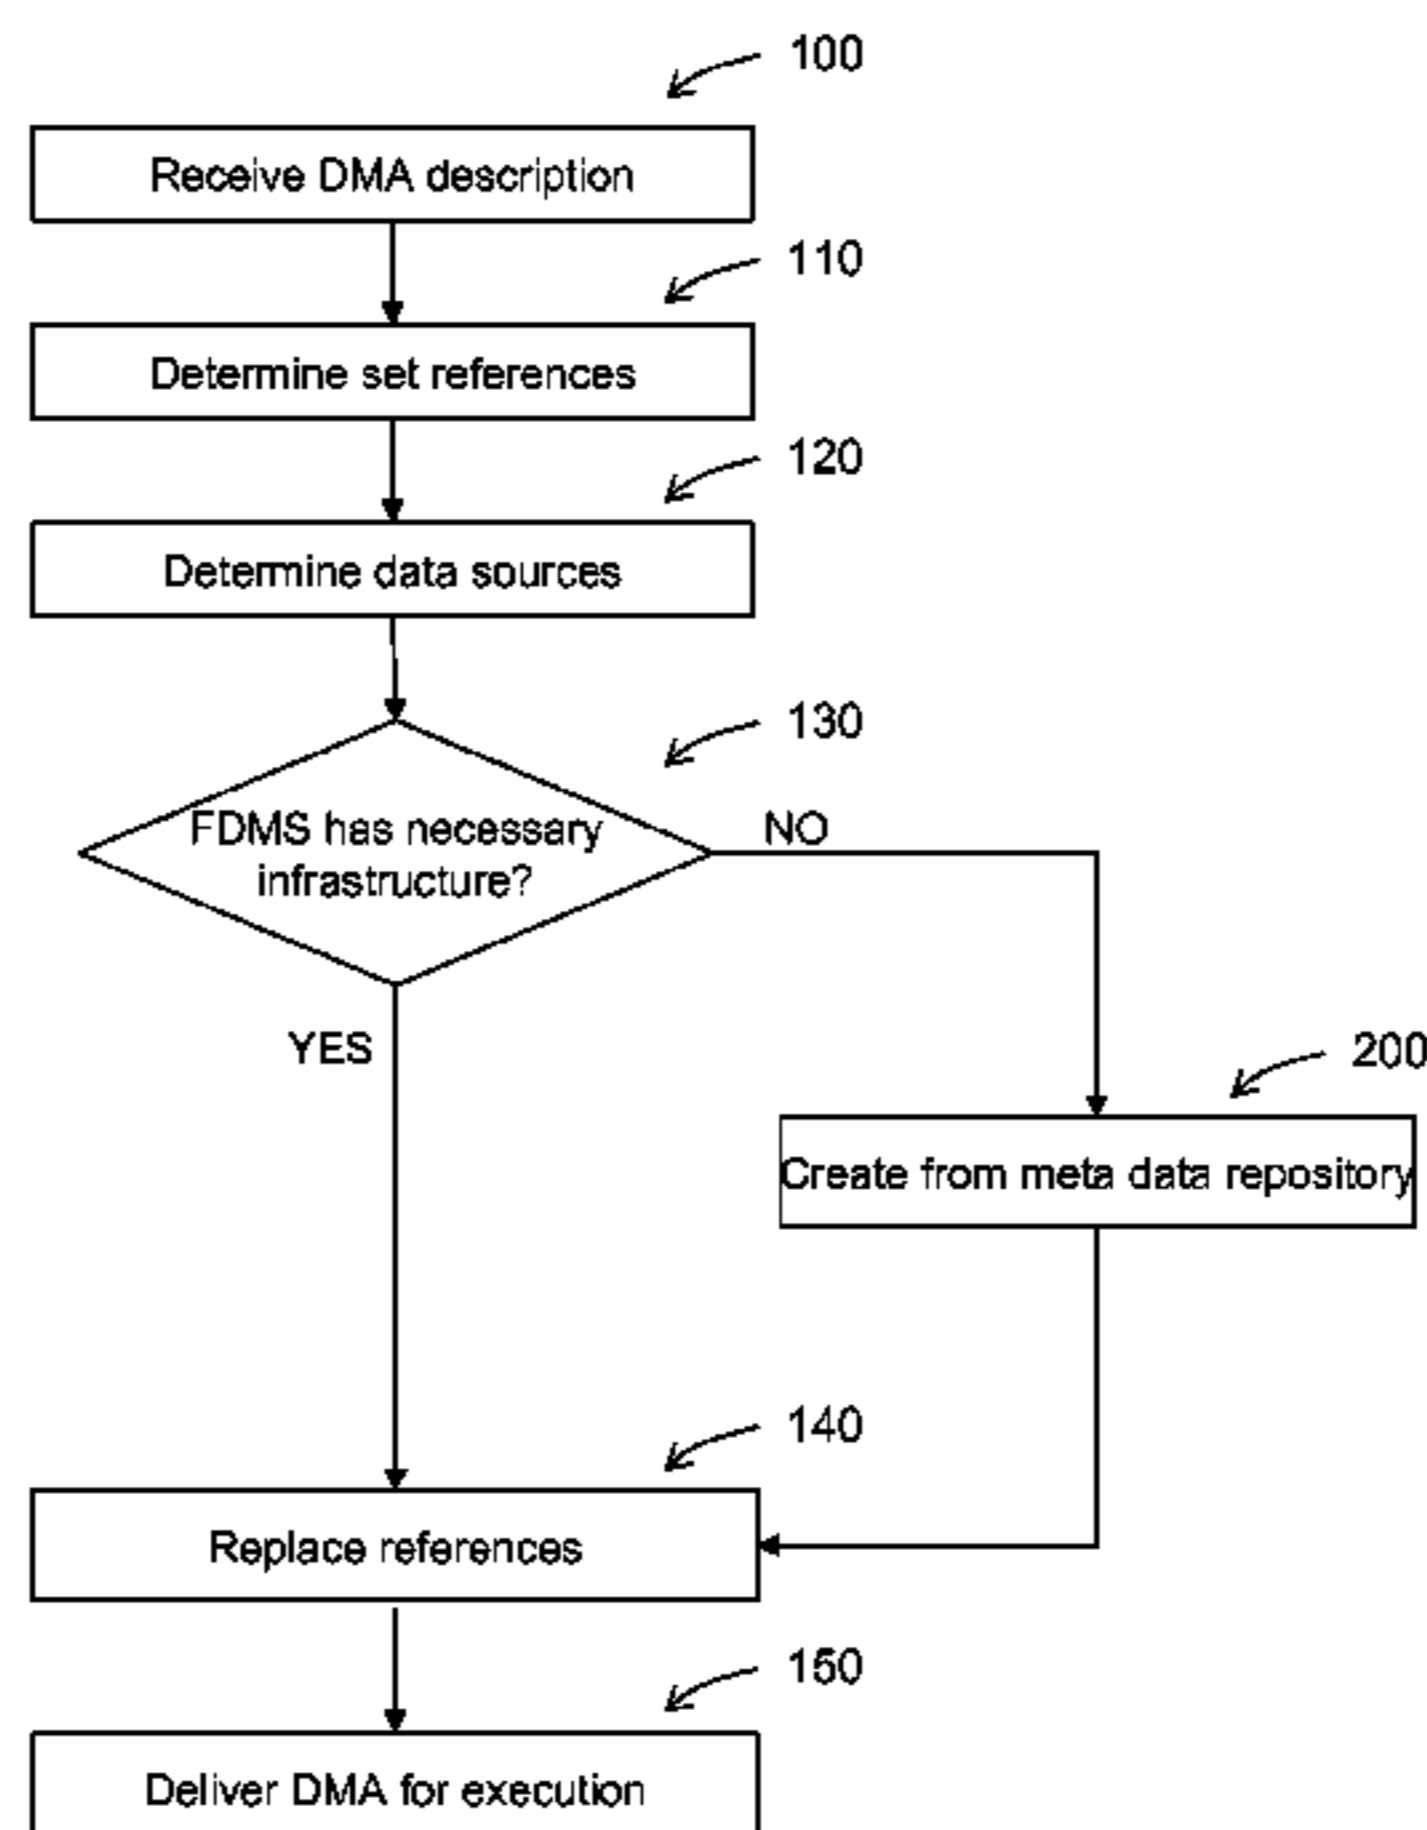 100
Receive DMA description
110
Determine set references
120
Determine data sources
130
FDMS has necessary
infrastructure?
NO
YES
200
Create from meta data repository
140
Replace references
150
Deliver DMA for execution